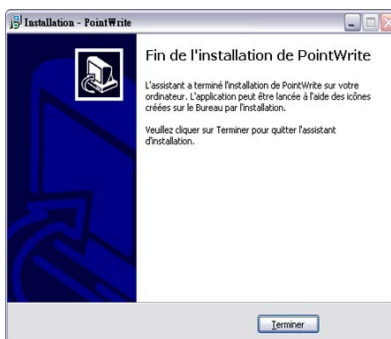 Installation - PointWrite
Fin de l'installation de PointWrite
L'assistant a terminé l'installation de PointWrite sur votre
ordinateur. L'application peut être lancée à l'aide des icônes
créées sur le Bureau par l'installation.
Veuillez cliquer sur Terminer pour quitter l'assistant
d'installation.
Terminer